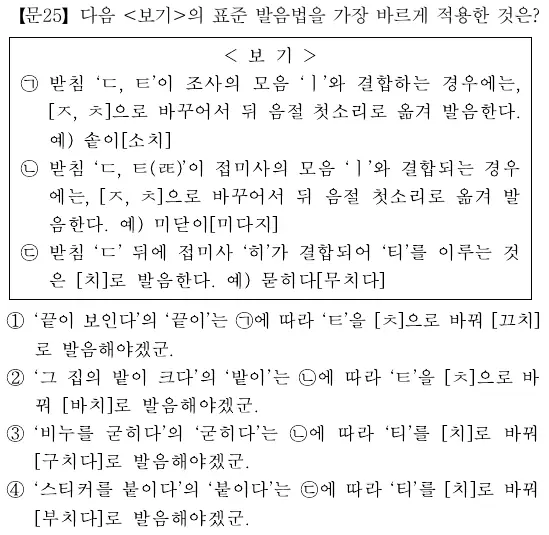 【문25】 다음 <보기>의 표준 발음법을 가장 바르게 적용한 것은?
< 보 기 >
㉠ 받침 ‘ㄷ, ㅌ’이 조사의 모음 ‘ㅣ’와 결합하는 경우에는,
[ㅈ, ㅊ]으로 바꾸어서 뒤 음절 첫소리로 옮겨 발음한다.
예) 솥이[소치]
㉡ 받침 ‘ㄷ, ㅌ(ㄾ)’이 접미사의 모음 ‘ㅣ’와 결합되는 경우
에는, [ㅈ, ㅊ]으로 바꾸어서 뒤 음절 첫소리로 옮겨 발
음한다. 예) 미닫이[미다지]
㉢ 받침 ‘ㄷ’ 뒤에 접미사 ‘히’가 결합되어 ‘티’를 이루는 것
은 [치]로 발음한다. 예) 묻히다[무치다]
① ‘끝이 보인다’의 ‘끝이’는 ㉠에 따라 ‘ㅌ’을 [ㅊ]으로 바꿔 [끄치]
로 발음해야겠군.
② ‘그 집의 밭이 크다’의 ‘밭이’는 ㉡에 따라 ‘ㅌ’을 [ㅊ]으로 바
꿔 [바치]로 발음해야겠군.
③ ‘비누를 굳히다’의 ‘굳히다’는 ㉡에 따라 ‘티’를 [치]로 바꿔
[구치다]로 발음해야겠군.
④ ‘스티커를 붙이다’의 ‘붙이다’는 ㉢에 따라 ‘티’를 [치]로 바꿔
[부치다]로 발음해야겠군.